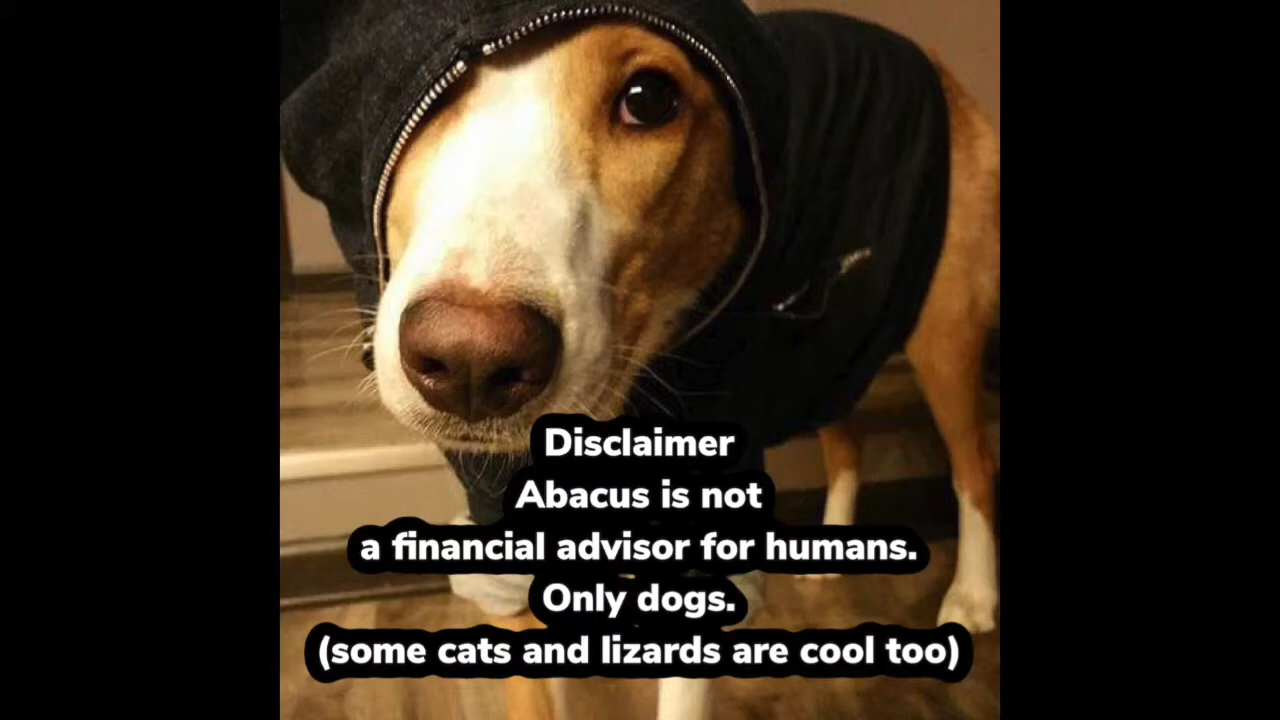 Disclaimer
Abacus is not
a financial advisor for humans.
Only dogs.
(some cats and lizards are cool too)